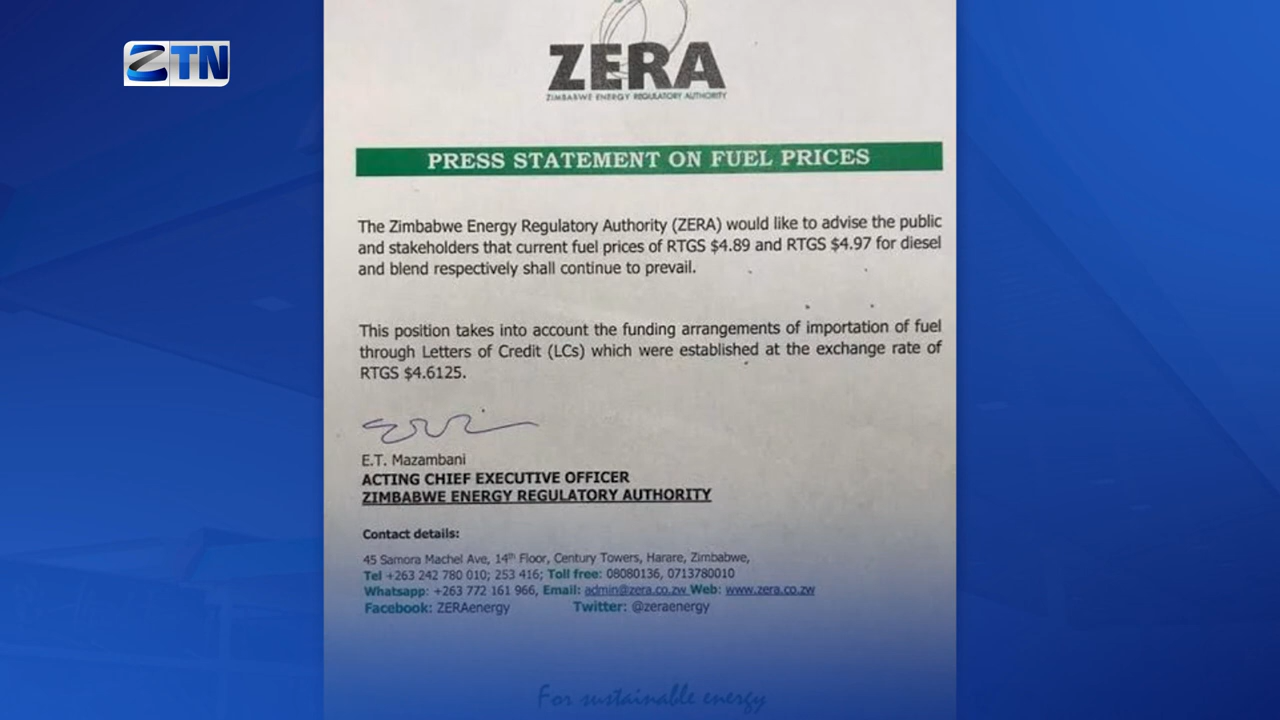 ZTN
ZERA
ZIMBABWE ENERGY REGULATORY AUTHORITY
PRESS STATEMENT ON FUEL PRICES
The Zimbabwe Energy Regulatory Authority (ZERA) would like to advise the public
and stakeholders that current fuel prices of RTGS $4.89 and RTGS $4.97 for diesel
and blend respectively shall continue to prevail.
This position takes into account the funding arrangements of importation of fuel
through Letters of Credit (LCs) which were established at the exchange rate of
RTGS $4.6125.
E.T. Mazambani
ACTING CHIEF EXECUTIVE OFFICER
ZIMBABWE ENERGY REGULATORY AUTHORITY
Contact details:
45 Samora Machel Ave, 14th Floor, Century Towers, Harare, Zimbabwe,
Tel +263 242 780 010; 253 416; Toll free: 08080136, 0713780010
Whatsapp: +263 772 161 966, Email: admin@zera.co.zw Web: www.zera.co.zw
Facebook: ZERAenergy Twitter: @zeraenergy
For sustainable energy